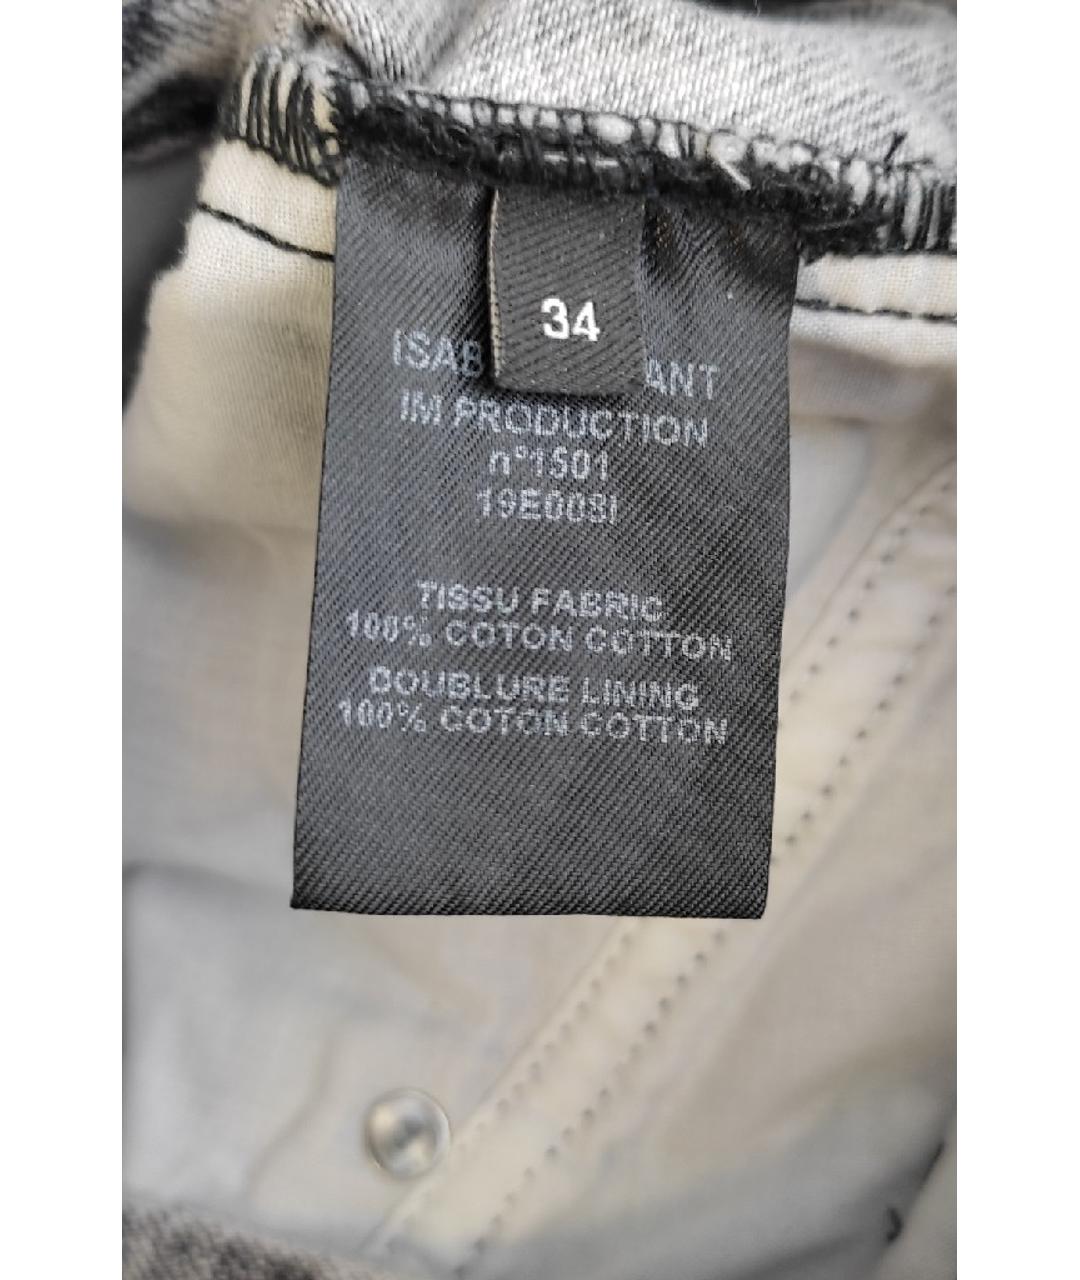 34
ISAB ANT
IM PRODUCTION
n°1501
19E008I
TISSU FABRIC
100% COTON COTTON
DOUBLURE LINING
100% COTON COTTON